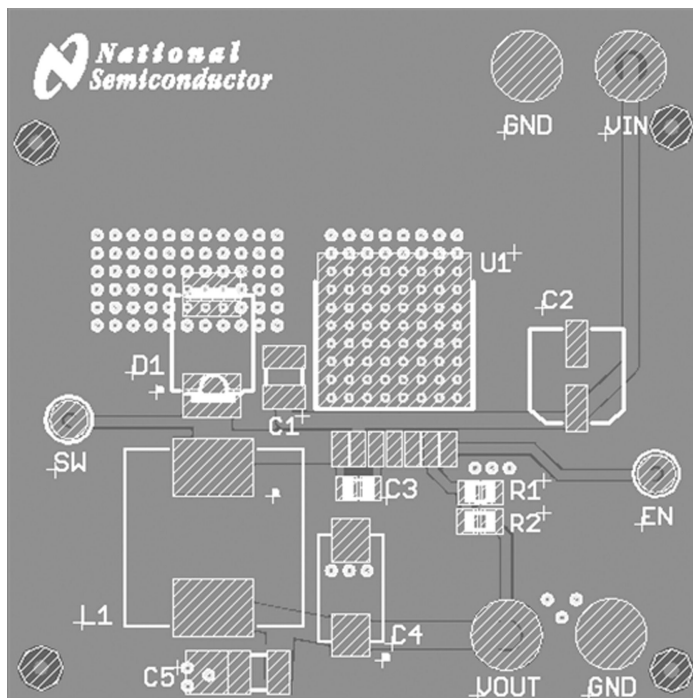 National
Semiconductor
GND
VIN
U1
C2
D1
C1
SW
C3
R1
R2
EN
L1
C4
C5
VOUT
GND